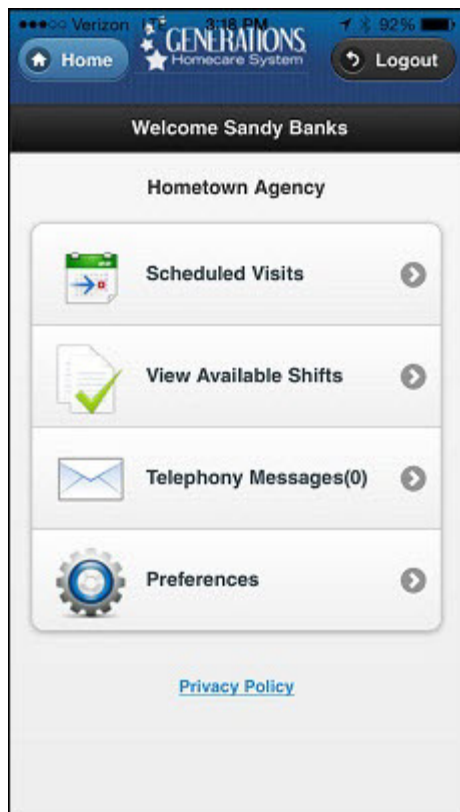 Verizon LTE 3:18 PM 92%
GENERATIONS
Homecare System
Home
Logout
Welcome Sandy Banks
Hometown Agency
Scheduled Visits
View Available Shifts
Telephony Messages(0)
Preferences
Privacy Policy